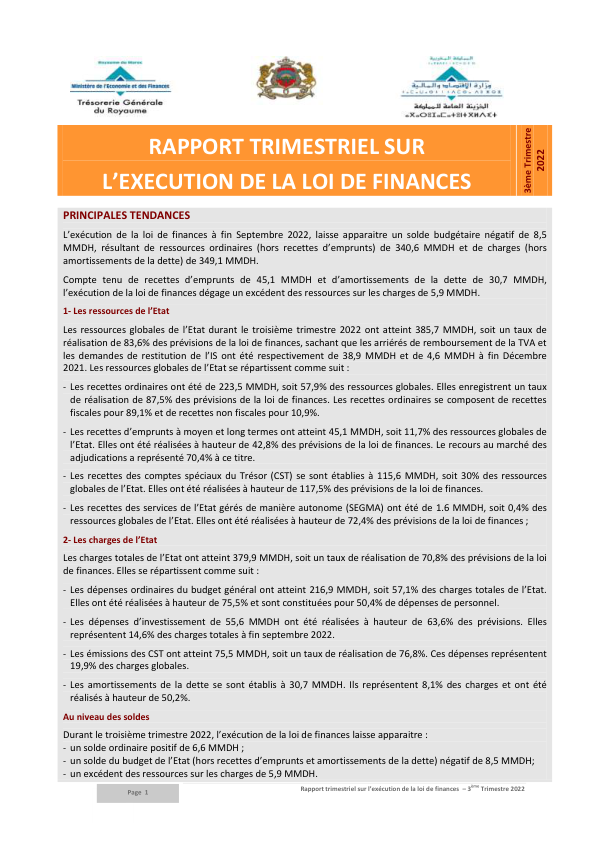 Royaume du Maroc
Ministère de l'Economie et des Finances
Trésorerie Générale
du Royaume
المملكة المغربية
وزارة الاقتصاد والمالية
الخزينة العامة للمملكة
RAPPORT TRIMESTRIEL SUR
L'EXECUTION DE LA LOI DE FINANCES
3ème Trimestre
2022
PRINCIPALES TENDANCES
L'exécution de la loi de finances à fin Septembre 2022, laisse apparaitre un solde budgétaire négatif de 8,5
MMDH, résultant de ressources ordinaires (hors recettes d'emprunts) de 340,6 MMDH et de charges (hors
amortissements de la dette) de 349,1 MMDH.
Compte tenu de recettes d'emprunts de 45,1 MMDH et d'amortissements de la dette de 30,7 MMDH,
l'exécution de la loi de finances dégage un excédent des ressources sur les charges de 5,9 MMDH.
1- Les ressources de l'Etat
Les ressources globales de l'Etat durant le troisième trimestre 2022 ont atteint 385,7 MMDH, soit un taux de
réalisation de 83,6% des prévisions de la loi de finances, sachant que les arriérés de remboursement de la TVA et
les demandes de restitution de l'IS ont été respectivement de 38,9 MMDH et de 4,6 MMDH à fin Décembre
2021. Les ressources globales de l'Etat se répartissent comme suit :
- Les recettes ordinaires ont été de 223,5 MMDH, soit 57,9% des ressources globales. Elles enregistrent un taux
de réalisation de 87,5% des prévisions de la loi de finances. Les recettes ordinaires se composent de recettes
fiscales pour 89,1% et de recettes non fiscales pour 10,9%.
- Les recettes d'emprunts à moyen et long termes ont atteint 45,1 MMDH, soit 11,7% des ressources globales de
l'Etat. Elles ont été réalisées à hauteur de 42,8% des prévisions de la loi de finances. Le recours au marché des
adjudications a représenté 70,4% à ce titre.
- Les recettes des comptes spéciaux du Trésor (CST) se sont établies à 115,6 MMDH, soit 30% des ressources
globales de l'Etat. Elles ont été réalisées à hauteur de 117,5% des prévisions de la loi de finances.
- Les recettes des services de l'Etat gérés de manière autonome (SEGMA) ont été de 1.6 MMDH, soit 0,4% des
ressources globales de l'Etat. Elles ont été réalisées à hauteur de 72,4% des prévisions de la loi de finances ;
2- Les charges de l'Etat
Les charges totales de l'Etat ont atteint 379,9 MMDH, soit un taux de réalisation de 70,8% des prévisions de la loi
de finances. Elles se répartissent comme suit :
- Les dépenses ordinaires du budget général ont atteint 216,9 MMDH, soit 57,1% des charges totales de l'Etat.
Elles ont été réalisées à hauteur de 75,5% et sont constituées pour 50,4% de dépenses de personnel.
- Les dépenses d'investissement de 55,6 MMDH ont été réalisées à hauteur de 63,6% des prévisions. Elles
représentent 14,6% des charges totales à fin septembre 2022.
- Les émissions des CST ont atteint 75,5 MMDH, soit un taux de réalisation de 76,8%. Ces dépenses représentent
19,9% des charges globales.
- Les amortissements de la dette se sont établis à 30,7 MMDH. Ils représentent 8,1% des charges et ont été
réalisés à hauteur de 50,2%.
Au niveau des soldes
Durant le troisième trimestre 2022, l'exécution de la loi de finances laisse apparaitre :
- un solde ordinaire positif de 6,6 MMDH ;
- un solde du budget de l'Etat (hors recettes d'emprunts et amortissements de la dette) négatif de 8,5 MMDH;
- un excédent des ressources sur les charges de 5,9 MMDH.
Page 1
Rapport trimestriel sur l'exécution de la loi de finances – 3ème Trimestre 2022